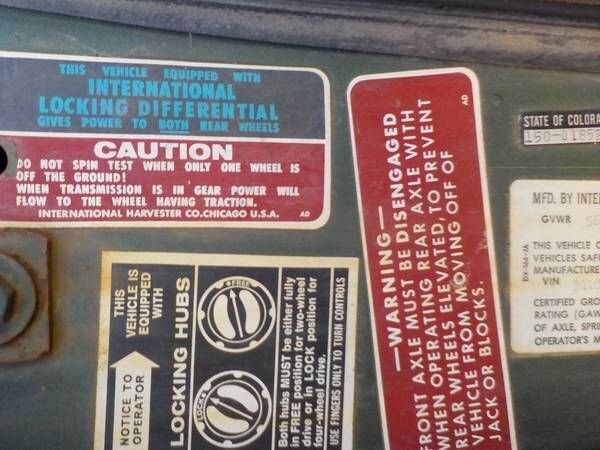 THIS VEHICLE EQUIPPED WITH
INTERNATIONAL
LOCKING DIFFERENTIAL
GIVES POWER TO BOTH REAR WHEELS
CAUTION
DO NOT SPIN TEST WHEN ONLY ONE WHEEL IS
OFF THE GROUND!
WHEN TRANSMISSION IS IN GEAR POWER WILL
FLOW TO THE WHEEL HAVING TRACTION.
INTERNATIONAL HARVESTER CO. CHICAGO U.S.A. AD
NOTICE TO
OPERATOR
THIS
VEHICLE IS
EQUIPPED
WITH
LOCKING HUBS
FREE
LOCK
Both hubs MUST be either fully
in FREE position for two-wheel
drive or in LOCK position for
four-wheel drive.
USE FINGERS ONLY TO TURN CONTROLS
—WARNING—
FRONT AXLE MUST BE DISENGAGED
WHEN OPERATING REAR AXLE WITH
REAR WHEELS ELEVATED, TO PREVENT
VEHICLE FROM MOVING OFF OF
JACK OR BLOCKS.
AD
STATE OF COLORA
MFD. BY INTE
GVWR
THIS VEHICLE C
VEHICLES SAF
MANUFACTURE
VIN
CERTIFIED GRO
RATING (GAW
OF AXLE, SPRI
OPERATOR'S M